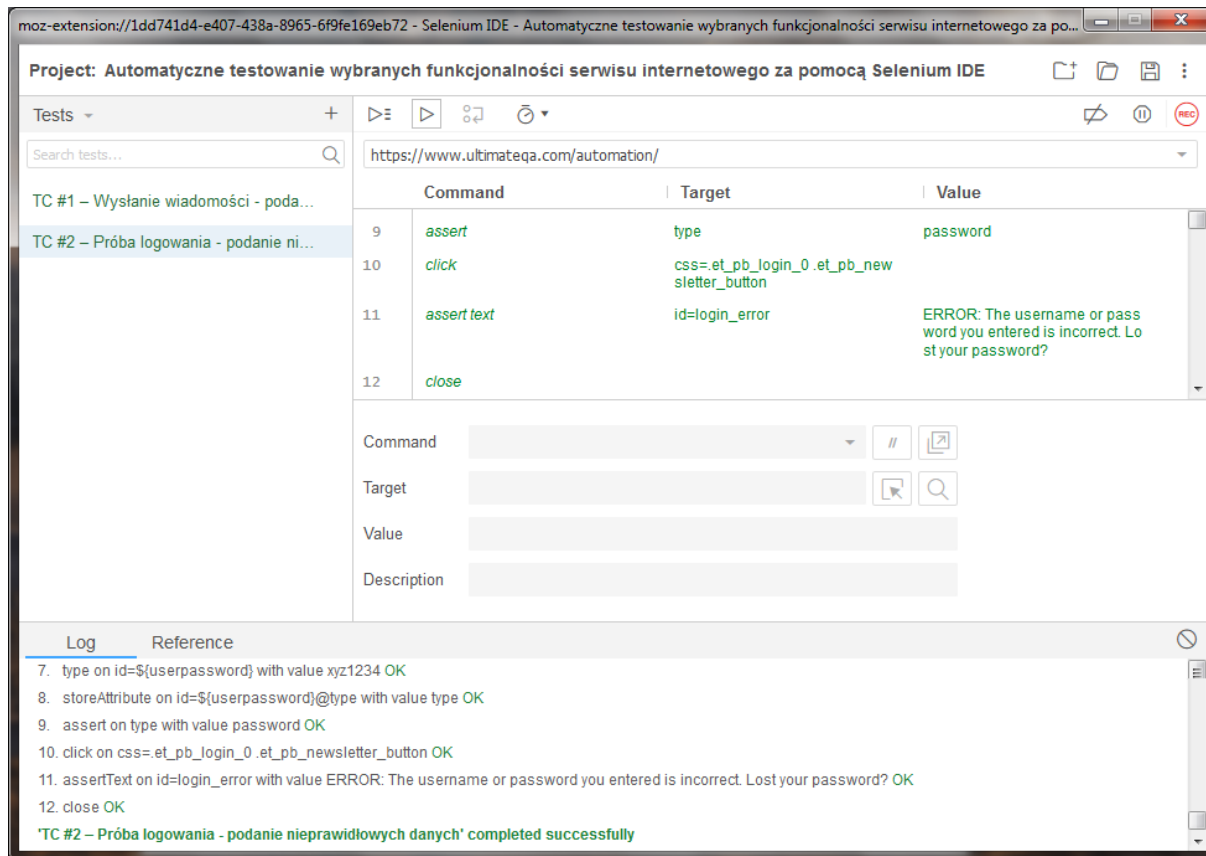 moz-extension://1dd741d4-e407-438a-8965-6f9fe169eb72 - Selenium IDE - Automatyczne testowanie wybranych funkcjonalności serwisu internetowego za po...
Project: Automatyczne testowanie wybranych funkcjonalności serwisu internetowego za pomocą Selenium IDE
Tests
Search tests...
TC #1 – Wysłanie wiadomości - poda...
TC #2 – Próba logowania - podanie ni...
REC
https://www.ultimateqa.com/automation/
Command Target Value
9 assert type password
10 click css=.et_pb_login_0 .et_pb_new
sletter_button
11 assert text id=login_error ERROR: The username or pass
word you entered is incorrect. Lo
st your password?
12 close
Command
//
Target
Value
Description
Log Reference
7. type on id=${userpassword} with value xyz1234 OK
8. storeAttribute on id=${userpassword}@type with value type OK
9. assert on type with value password OK
10. click on css=.et_pb_login_0 .et_pb_newsletter_button OK
11. assertText on id=login_error with value ERROR: The username or password you entered is incorrect. Lost your password? OK
12. close OK
'TC #2 – Próba logowania - podanie nieprawidłowych danych' completed successfully